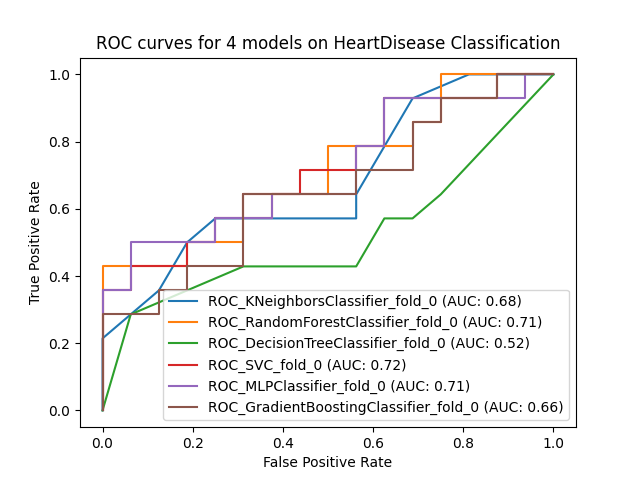 ROC curves for 4 models on HeartDisease Classification
1.0
0.8
0.6
0.4
0.2
0.0
True Positive Rate
ROC_KNeighborsClassifier_fold_0 (AUC: 0.68)
ROC_RandomForestClassifier_fold_0 (AUC: 0.71)
ROC_DecisionTreeClassifier_fold_0 (AUC: 0.52)
ROC_SVC_fold_0 (AUC: 0.72)
ROC_MLPClassifier_fold_0 (AUC: 0.71)
ROC_GradientBoostingClassifier_fold_0 (AUC: 0.66)
0.0 0.2 0.4 0.6 0.8 1.0
False Positive Rate